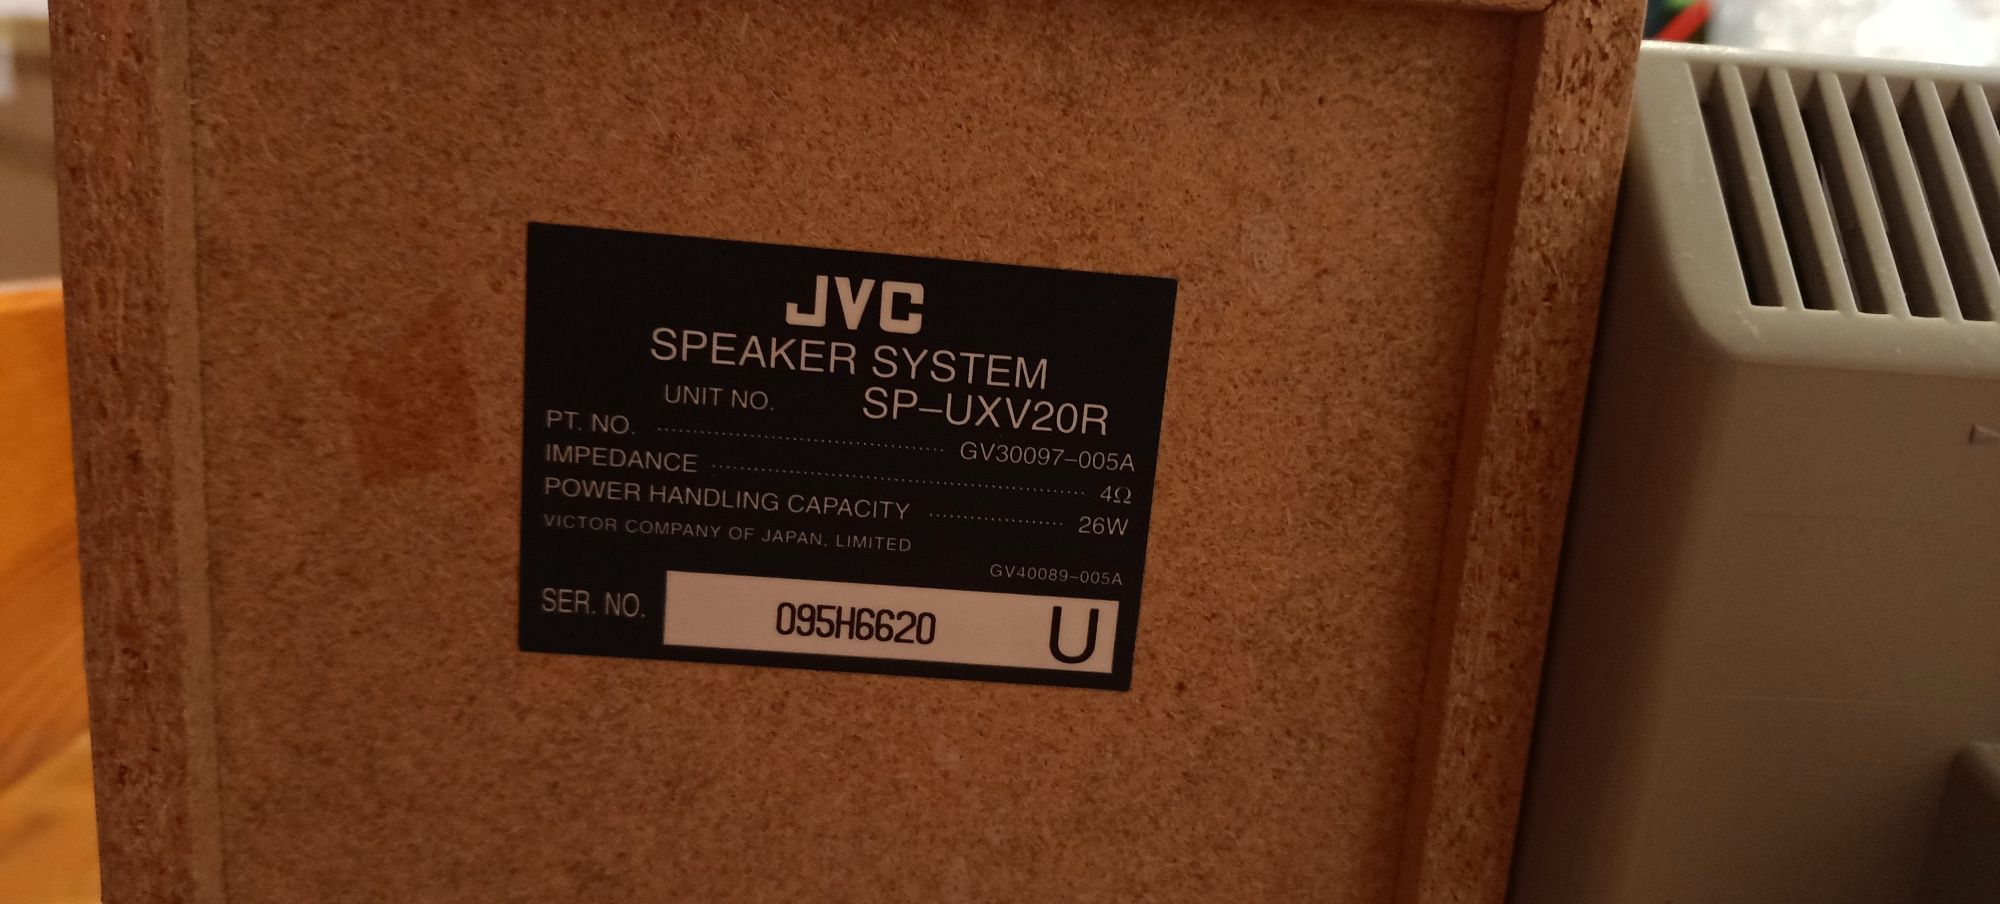 JVC
SPEAKER SYSTEM
UNIT NO. SP-UXV20R
PT. NO. ........................ GV30097-005A
IMPEDANCE ........................ 4Ω
POWER HANDLING CAPACITY ............ 26W
VICTOR COMPANY OF JAPAN, LIMITED
GV40089-005A
SER. NO. 095H6620 U